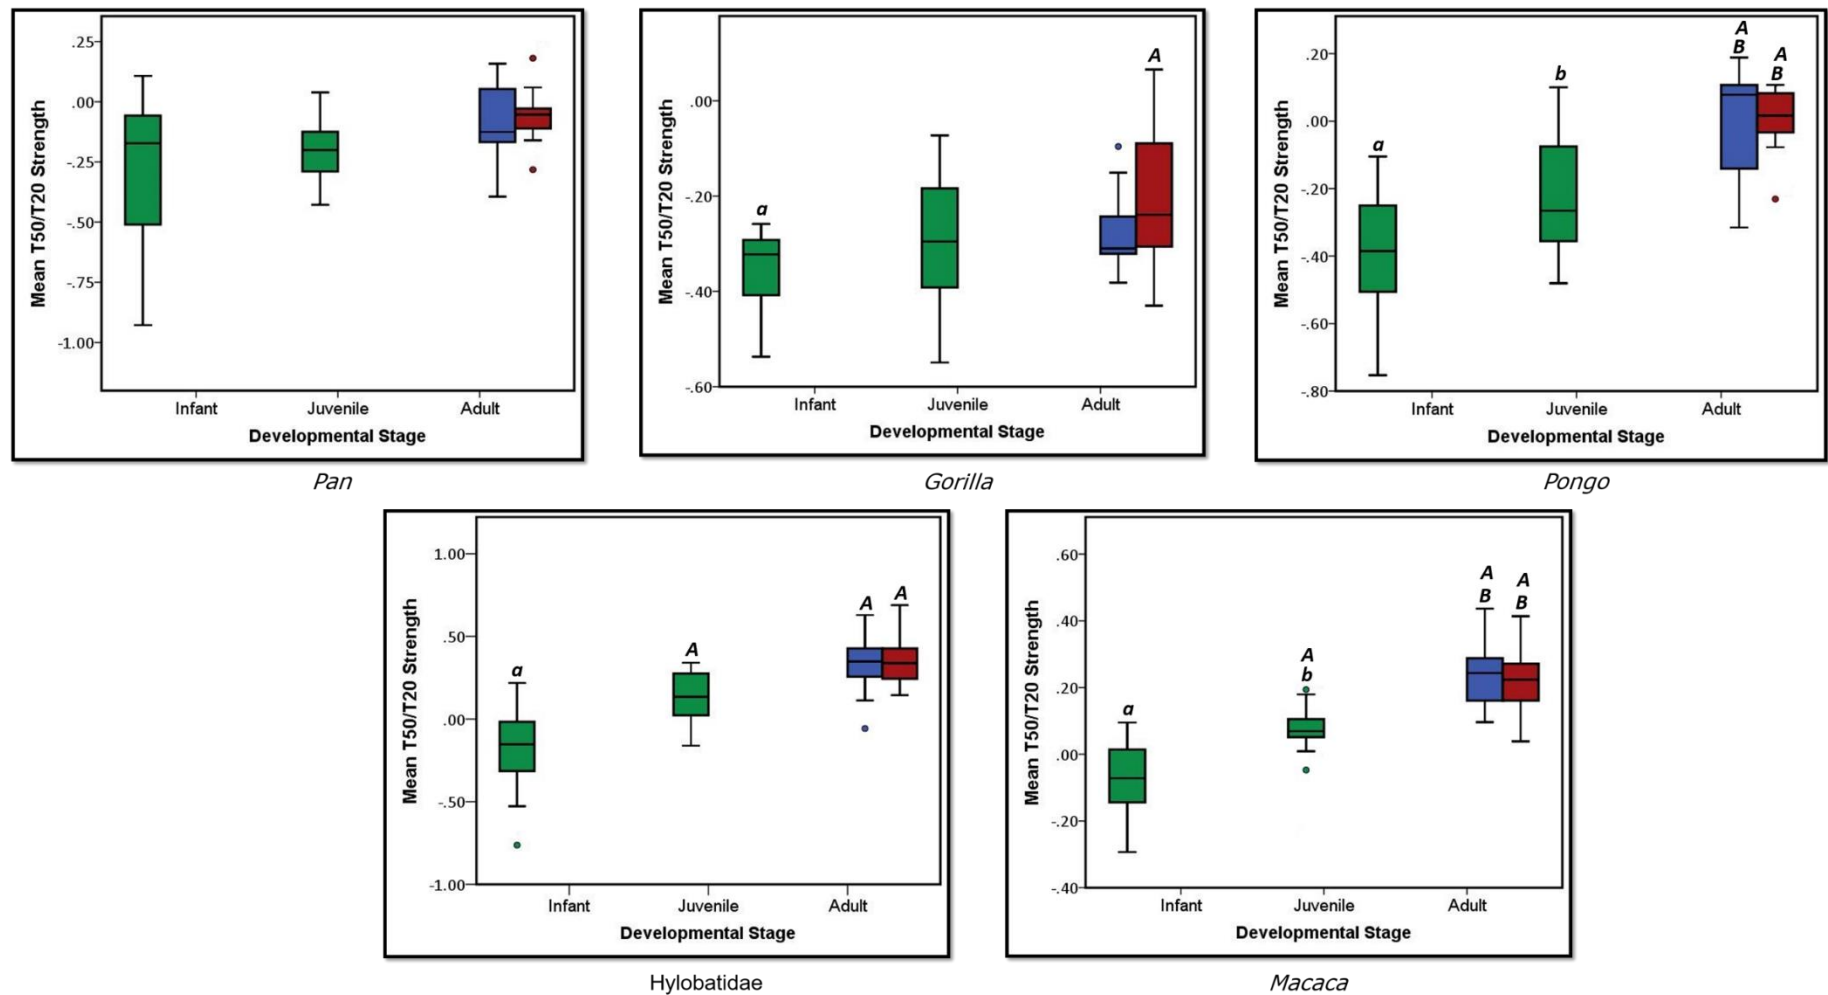 Mean T50/T20 Strength
.25
.00
-.25
-.50
-.75
-1.00
Infant
Juvenile
Adult
Developmental Stage
Pan
Mean T50/T20 Strength
.00
-.20
-.40
-.60
a
A
Infant
Juvenile
Adult
Developmental Stage
Gorilla
Mean T50/T20 Strength
.20
.00
-.20
-.40
-.60
-.80
a
b
A
B
A
B
Infant
Juvenile
Adult
Developmental Stage
Pongo
Mean T50/T20 Strength
1.00
.50
.00
-.50
-1.00
a
A
A
A
Infant
Juvenile
Adult
Developmental Stage
Hylobatidae
Mean T50/T20 Strength
.60
.40
.20
.00
-.20
-.40
a
A
b
A
B
A
B
Infant
Juvenile
Adult
Developmental Stage
Macaca